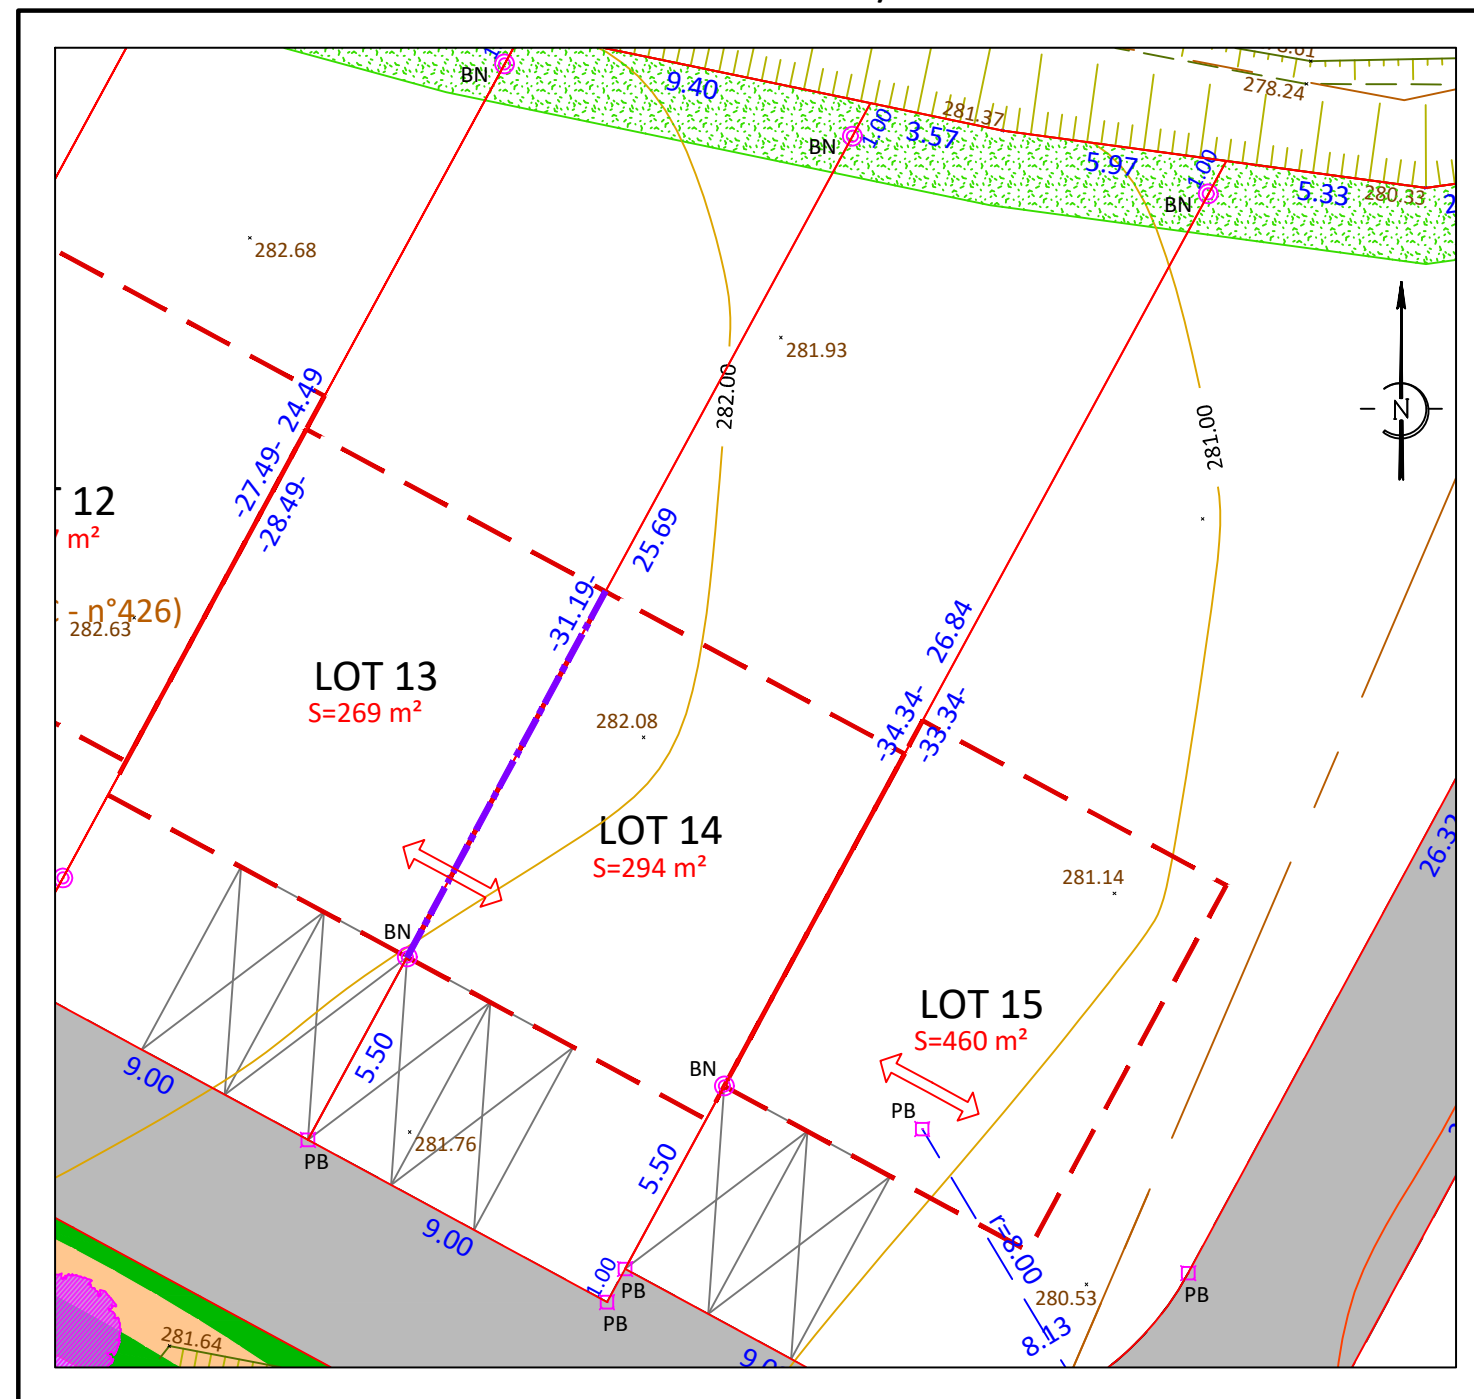 BN
9.40
281.37
278.24
1.00
3.57
BN
5.97
1.00
5.33
280.33
BN
282.68
281.93
282.00
24.49
-27.49-
-28.49-
281.00
N
12
m²
- n°426)
282.63
25.69
-31.19-
26.84
-34.34-
-33.34-
LOT 13
S=269 m²
282.08
LOT 14
S=294 m²
26.32
281.14
BN
LOT 15
S=460 m²
5.50
9.00
BN
PB
281.76
PB
5.50
9.00
r=8.00
1.00
PB
PB
280.53
PB
8.13
281.64